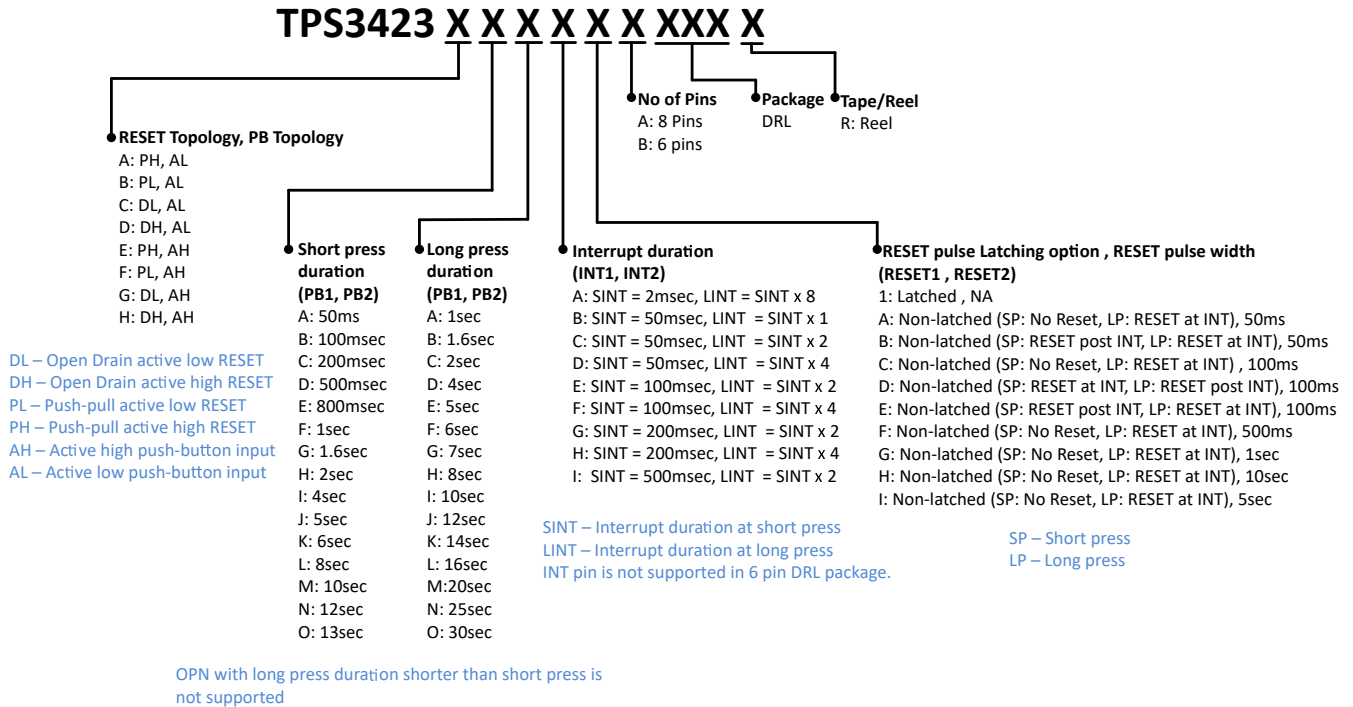 TPS3423 X X X X X X XXX X
No of Pins
A: 8 Pins
B: 6 pins
Package
DRL
Tape/Reel
R: Reel
RESET Topology, PB Topology
A: PH, AL
B: PL, AL
C: DL, AL
D: DH, AL
E: PH, AH
F: PL, AH
G: DL, AH
H: DH, AH
DL – Open Drain active low RESET
DH – Open Drain active high RESET
PL – Push-pull active low RESET
PH – Push-pull active high RESET
AH – Active high push-button input
AL – Active low push-button input
Short press
duration
(PB1, PB2)
A: 50ms
B: 100msec
C: 200msec
D: 500msec
E: 800msec
F: 1sec
G: 1.6sec
H: 2sec
I: 4sec
J: 5sec
K: 6sec
L: 8sec
M: 10sec
N: 12sec
O: 13sec
Long press
duration
(PB1, PB2)
A: 1sec
B: 1.6sec
C: 2sec
D: 4sec
E: 5sec
F: 6sec
G: 7sec
H: 8sec
I: 10sec
J: 12sec
K: 14sec
L: 16sec
M:20sec
N: 25sec
O: 30sec
Interrupt duration
(INT1, INT2)
A: SINT = 2msec, LINT = SINT x 8
B: SINT = 50msec, LINT = SINT x 1
C: SINT = 50msec, LINT = SINT x 2
D: SINT = 50msec, LINT = SINT x 4
E: SINT = 100msec, LINT = SINT x 2
F: SINT = 100msec, LINT = SINT x 4
G: SINT = 200msec, LINT = SINT x 2
H: SINT = 200msec, LINT = SINT x 4
I: SINT = 500msec, LINT = SINT x 2
SINT – Interrupt duration at short press
LINT – Interrupt duration at long press
INT pin is not supported in 6 pin DRL package.
RESET pulse Latching option , RESET pulse width
(RESET1 , RESET2)
1: Latched , NA
A: Non-latched (SP: No Reset, LP: RESET at INT), 50ms
B: Non-latched (SP: RESET post INT, LP: RESET at INT), 50ms
C: Non-latched (SP: No Reset, LP: RESET at INT) , 100ms
D: Non-latched (SP: RESET at INT, LP: RESET post INT), 100ms
E: Non-latched (SP: RESET post INT, LP: RESET at INT), 100ms
F: Non-latched (SP: No Reset, LP: RESET at INT), 500ms
G: Non-latched (SP: No Reset, LP: RESET at INT), 1sec
H: Non-latched (SP: No Reset, LP: RESET at INT), 10sec
I: Non-latched (SP: No Reset, LP: RESET at INT), 5sec
SP – Short press
LP – Long press
OPN with long press duration shorter than short press is
not supported